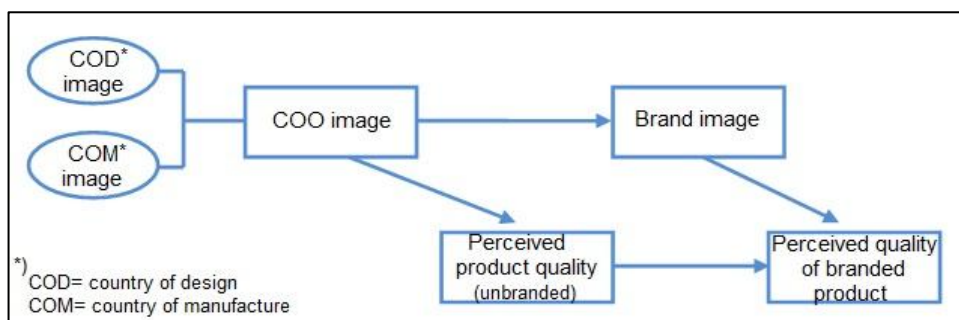 COD*
image
COM*
image
COO image
Brand image
Perceived
product quality
(unbranded)
Perceived quality
of branded
product
*)
COD= country of design
COM= country of manufacture